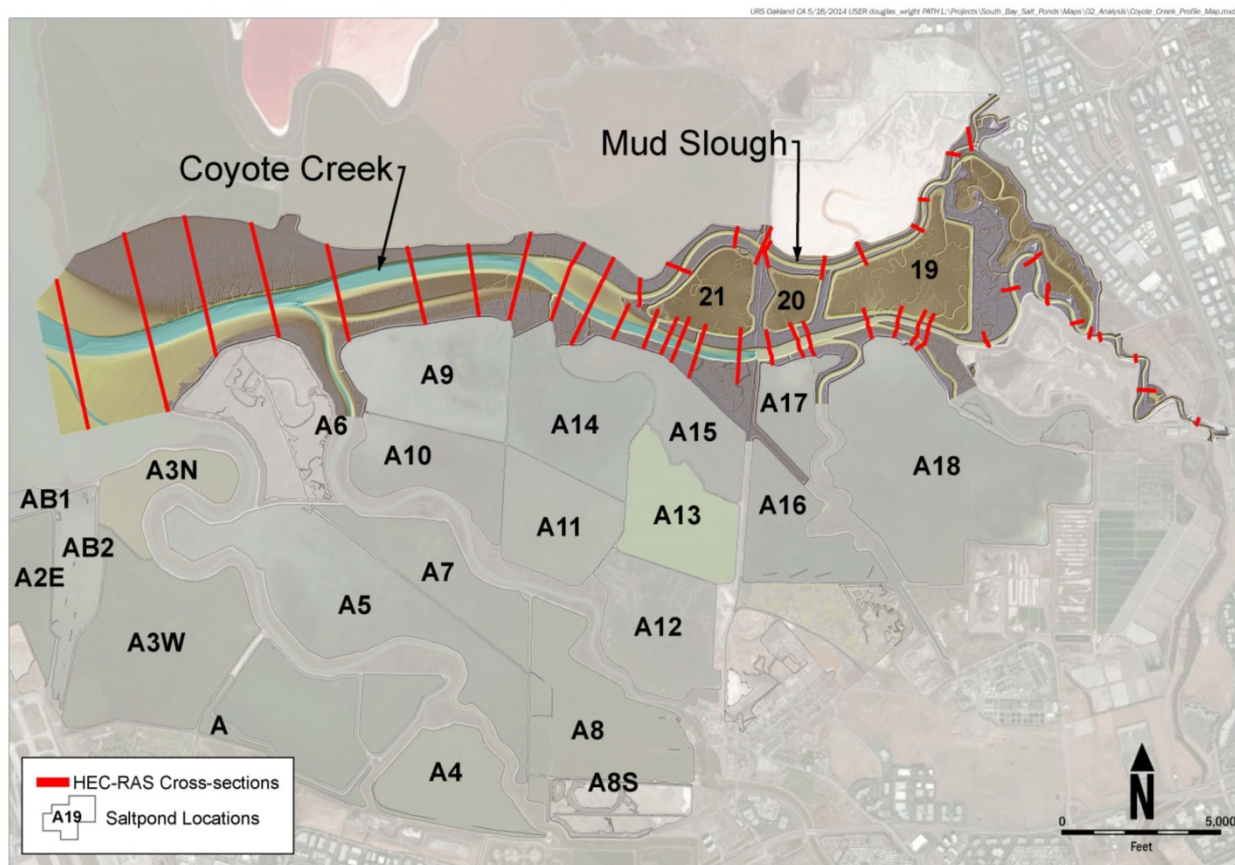 URS Oakland CA 5/16/2014 USER douglas_wright PATH L:\Projects\South_Bay_Salt_Ponds\Maps\02_Analysis\Coyote_Creek_Profile_Map.mxd
Mud Slough
Coyote Creek
19
21
20
A9
A17
A6
A14
A15
A10
A18
A3N
AB1
A16
A13
A11
AB2
A2E
A7
A5
A12
A3W
A
A8
A4
A8S
HEC-RAS Cross-sections
A19 Saltpond Locations
N
0 5,000
Feet